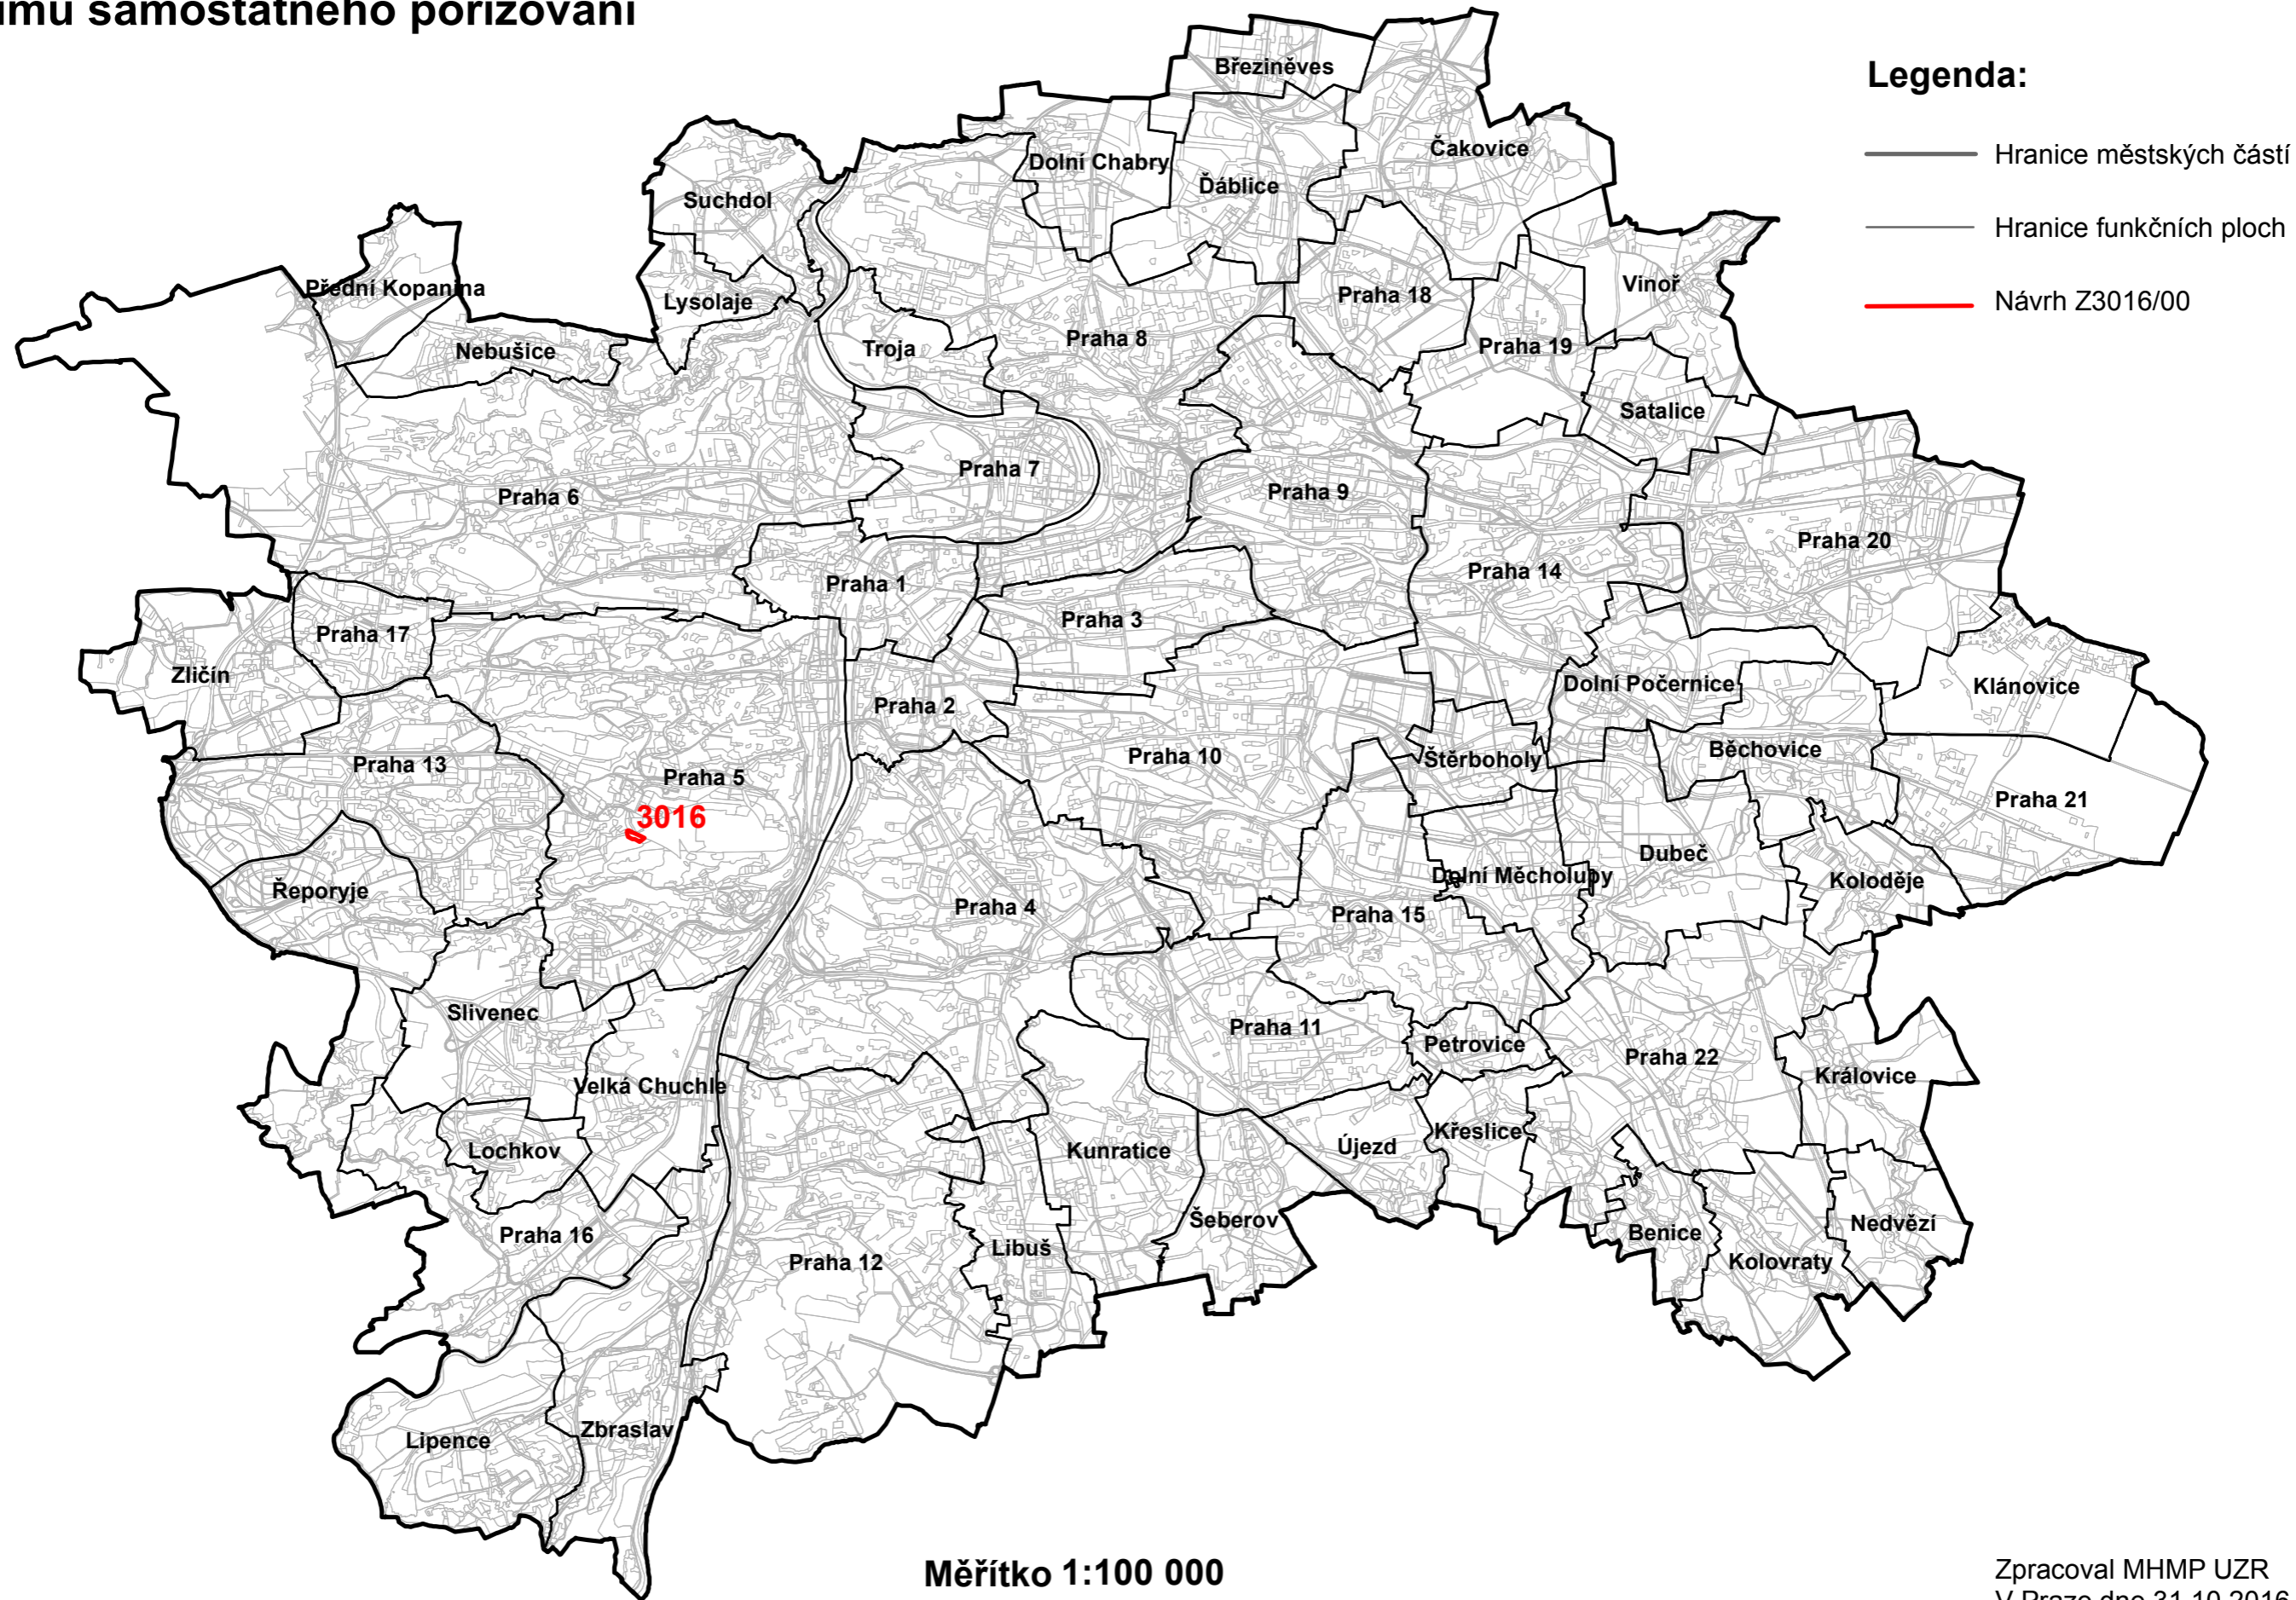 imu samostatného pořizování
Legenda:
Hranice městských částí
Hranice funkčních ploch
Návrh Z3016/00
Březiněves
Čakovice
Dolní Chabry
Ďáblice
Suchdol
Přední Kopanina
Lysolaje
Vinoř
Praha 18
Nebušice
Troja
Praha 8
Praha 19
Satalice
Praha 7
Praha 6
Praha 9
Praha 20
Praha 14
Praha 1
Praha 3
Praha 17
Zličín
Dolní Počernice
Klánovice
Praha 2
Praha 13
Praha 5
Praha 10
Štěrboholy
Běchovice
Praha 21
3016
Řeporyje
Praha 4
Dubeč
Dolní Měcholupy
Koloděje
Praha 15
Slivenec
Praha 11
Petrovice
Praha 22
Královice
Velká Chuchle
Lochkov
Kunratice
Újezd
Křeslice
Praha 16
Šeberov
Benice
Nedvězí
Praha 12
Libuš
Kolovraty
Lipence
Zbraslav
Měřítko 1:100 000
Zpracoval MHMP UZR
V Praze dne 31.10.2016